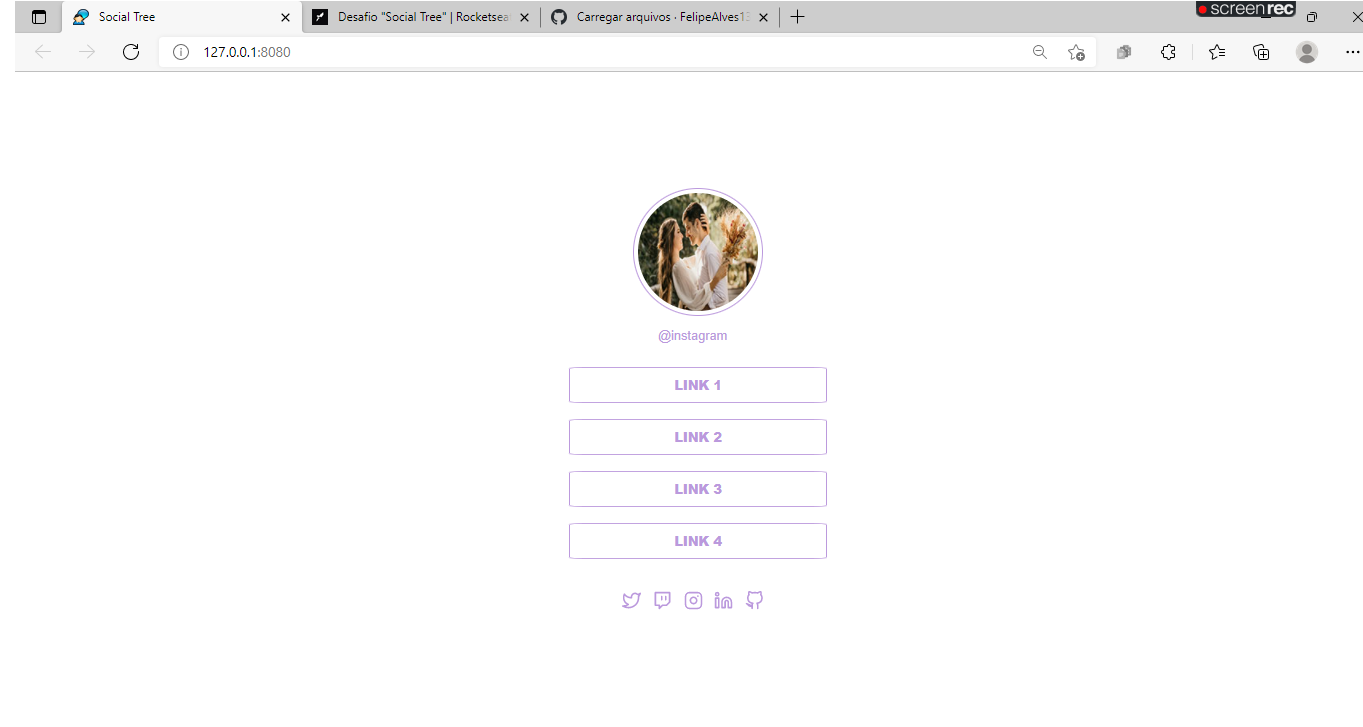 Social Tree
Desafio "Social Tree" | Rocketsea
Carregar arquivos · FelipeAlves13
screenrec
127.0.0.1:8080
@instagram
LINK 1
LINK 2
LINK 3
LINK 4